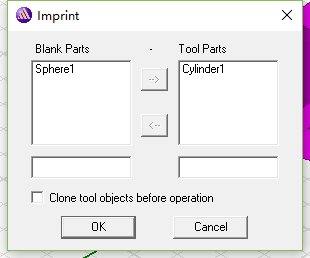 Imprint
Blank Parts - Tool Parts
Sphere1
Cylinder1
-->
<--
Clone tool objects before operation
OK Cancel